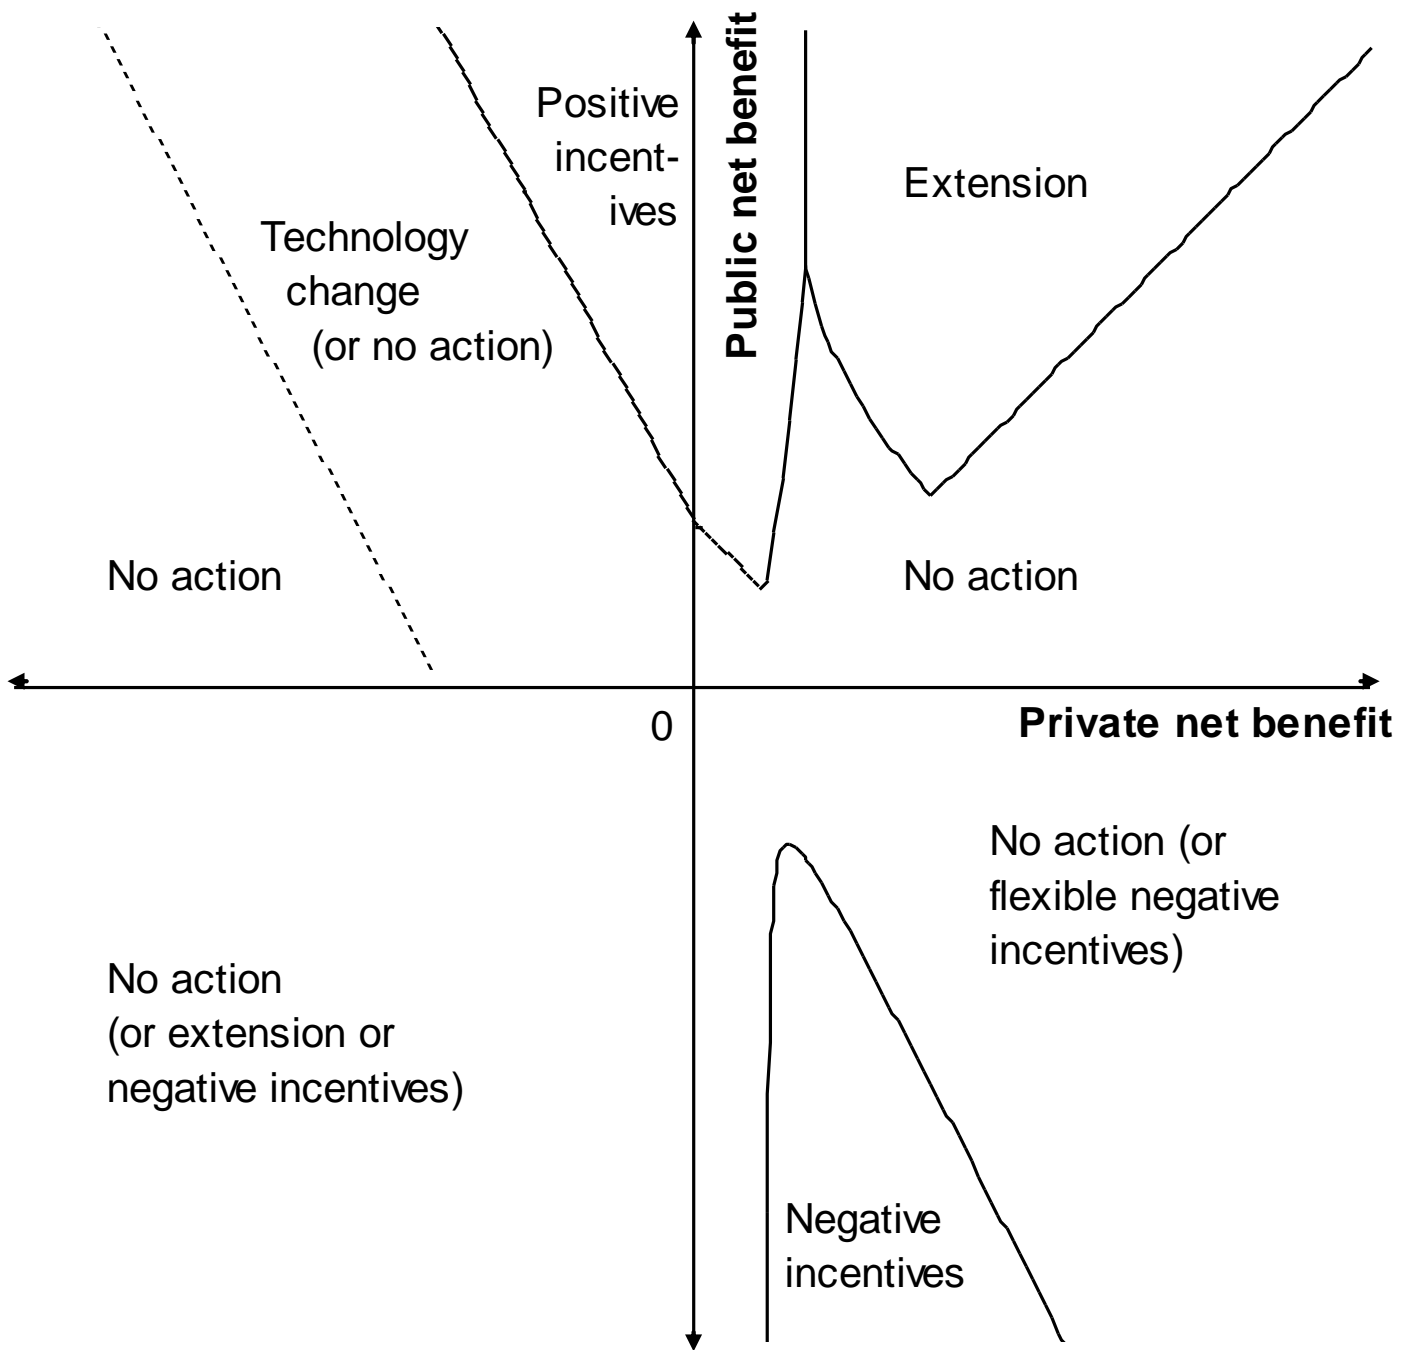 Public net benefit
Positive
incent-
ives
Extension
Technology
change
(or no action)
No action
No action
0
Private net benefit
No action (or
flexible negative
incentives)
No action
(or extension or
negative incentives)
Negative
incentives